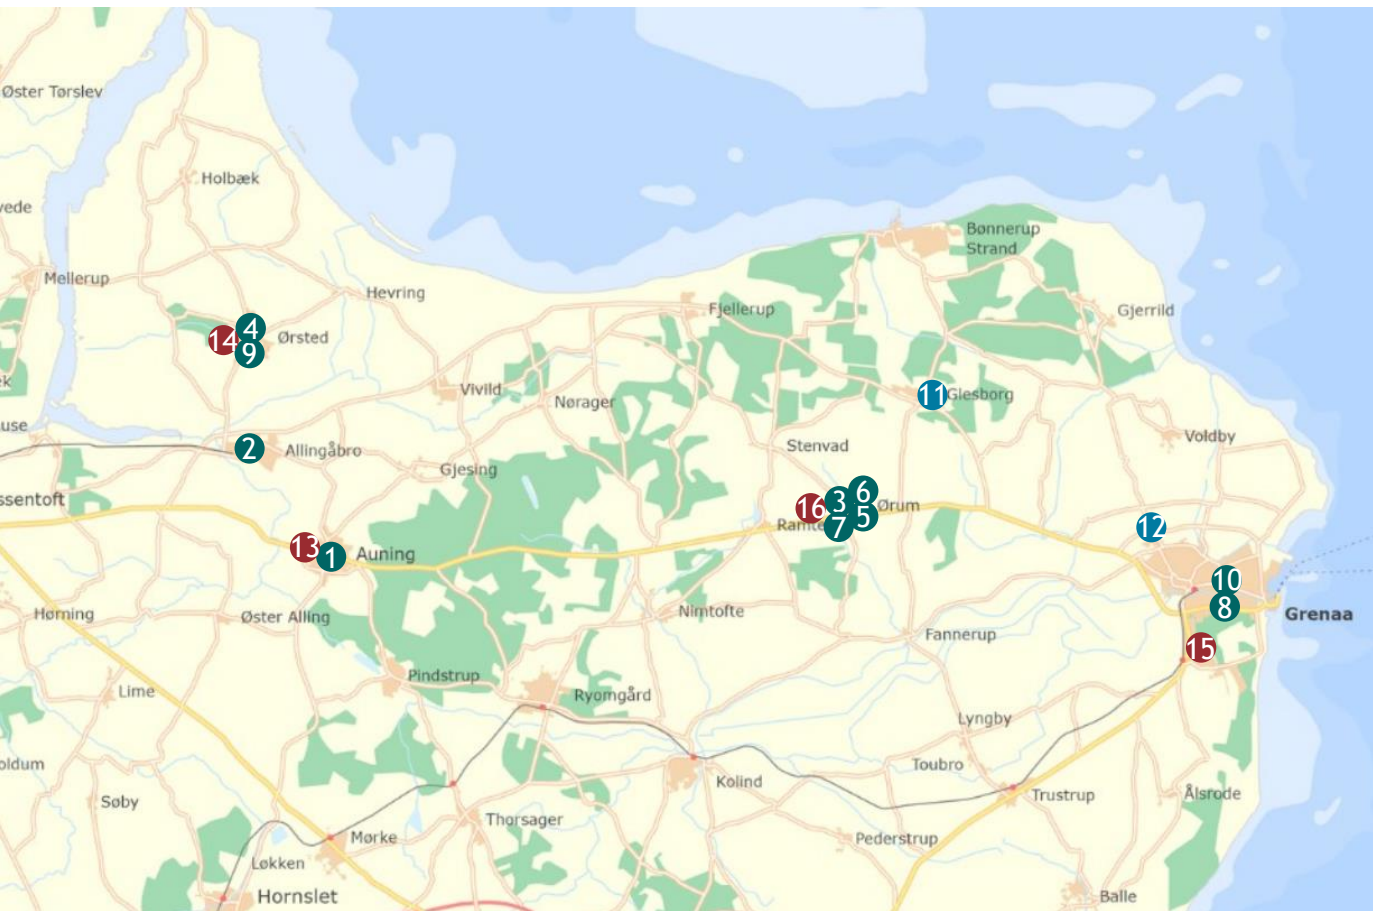 Øster Tørslev
Holbæk
vede
Bønnerup
Strand
Mellerup
Hevring
Fjellerup
Gjerrild
4
14
Ørsted
9
k
Vivild
11
Glesborg
Nørager
use
Stenvad
Voldby
2
Allingåbro
Gjesing
ssentoft
6
3
16
Ørum
5
Ramte
7
12
13
1
Auning
10
Hørning
Øster Alling
Nimtofte
8
Grenaa
Fannerup
15
Pindstrup
Lime
Ryomgård
Lyngby
oldum
Toubro
Kolind
Søby
Trustrup
Ålsrode
Thorsager
Mørke
Pederstrup
Løkken
Hornslet
Balle